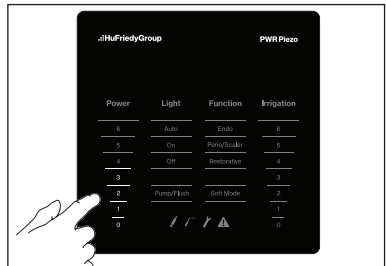 HuFriedyGroup PWR Piezo
Power Light Function Irrigation
6 Auto Endo 6
5 On Perio/Scaler 5
4 Off Restorative 4
3 3
2 Pump/Flush Soft Mode 2
1 1
0 0